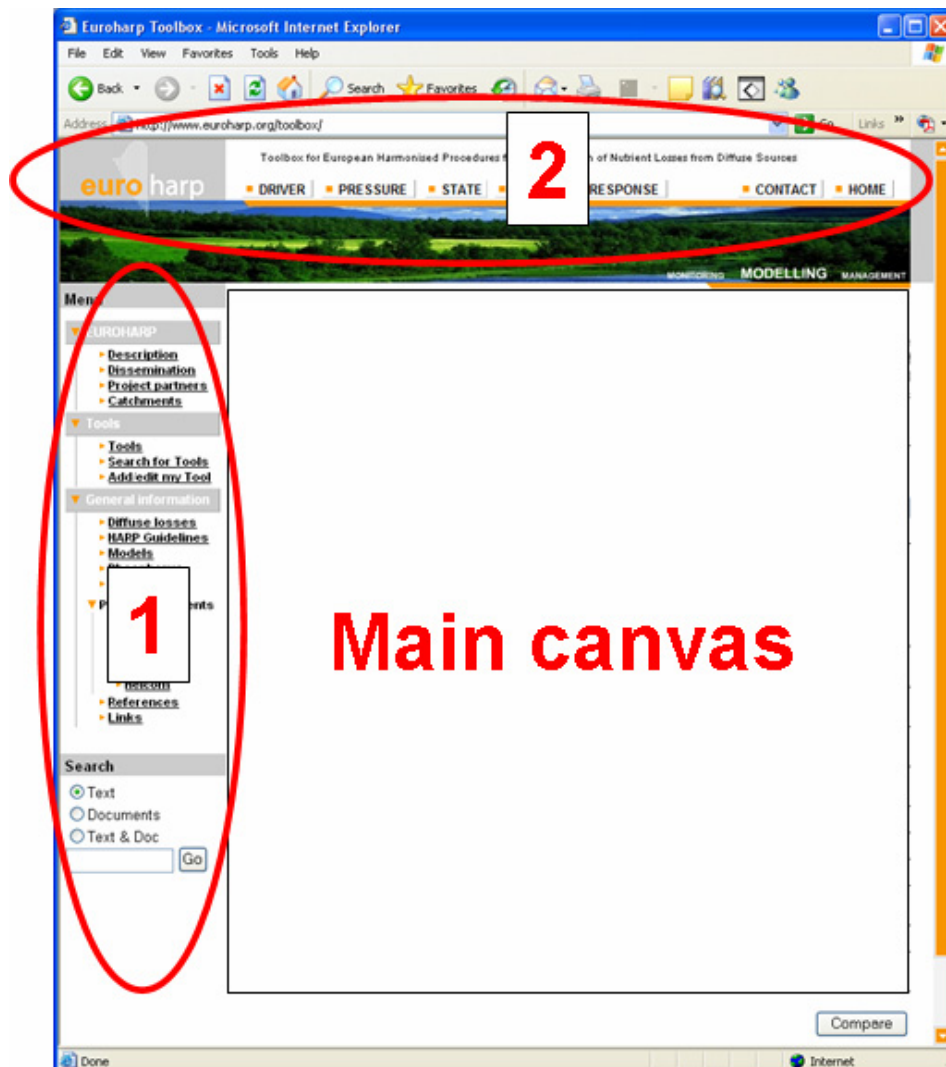 Euroharp Toolbox - Microsoft Internet Explorer
File Edit View Favorites Tools Help
Back Search Favorites
Address http://www.euroharp.org/toolbox/ Go Links »
Toolbox for European Harmonised Procedures 2 of Nutrient Losses from Diffuse Sources
euro harp
DRIVER PRESSURE STATE RESPONSE CONTACT HOME
MONITORING MODELLING MANAGEMENT
Menu
EUROHARP
Description
Dissemination
Project partners
Catchments
Tools
Tools
Search for Tools
Add/edit my Tool
General information
Diffuse losses
HARP Guidelines
Models
1
Main canvas
References
Links
Search
Text
Documents
Text & Doc
Go
Compare
Done Internet